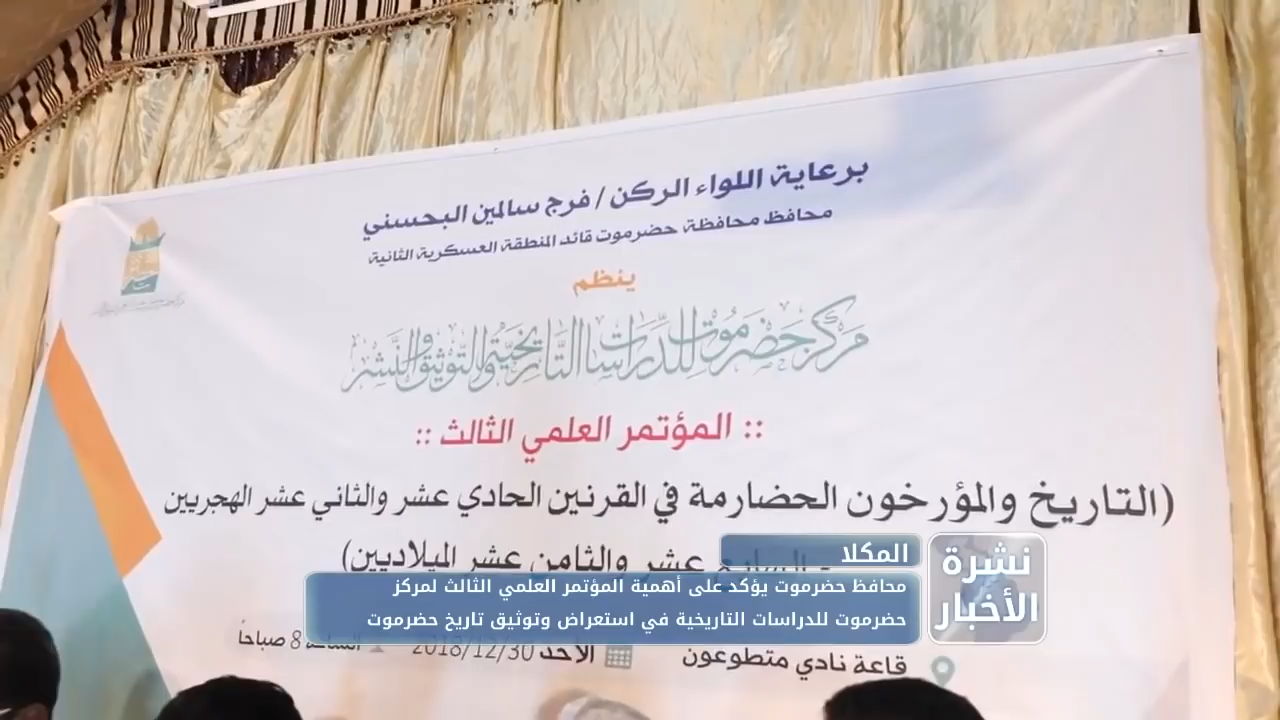 برعاية اللواء الركن / فرج سالمين البحسني
محافظ محافظة حضرموت قائد المنطقة العسكرية الثانية
ينظم
مركز حضرموت للدراسات التاريخية والتوثيق والنشر
:: المؤتمر العلمي الثالث ::
(التاريخ والمؤرخون الحضارمة في القرنين الحادي عشر والثاني عشر الهجريين
عشر والثامن عشر الميلاديين)
المكلا
نشرة
الأخبار
محافظ حضرموت يؤكد على أهمية المؤتمر العلمي الثالث لمركز
حضرموت للدراسات التاريخية في استعراض وتوثيق تاريخ حضرموت
الأحد 2018/12/30 الساعة 8 صباحاً
قاعة نادي متطوعون